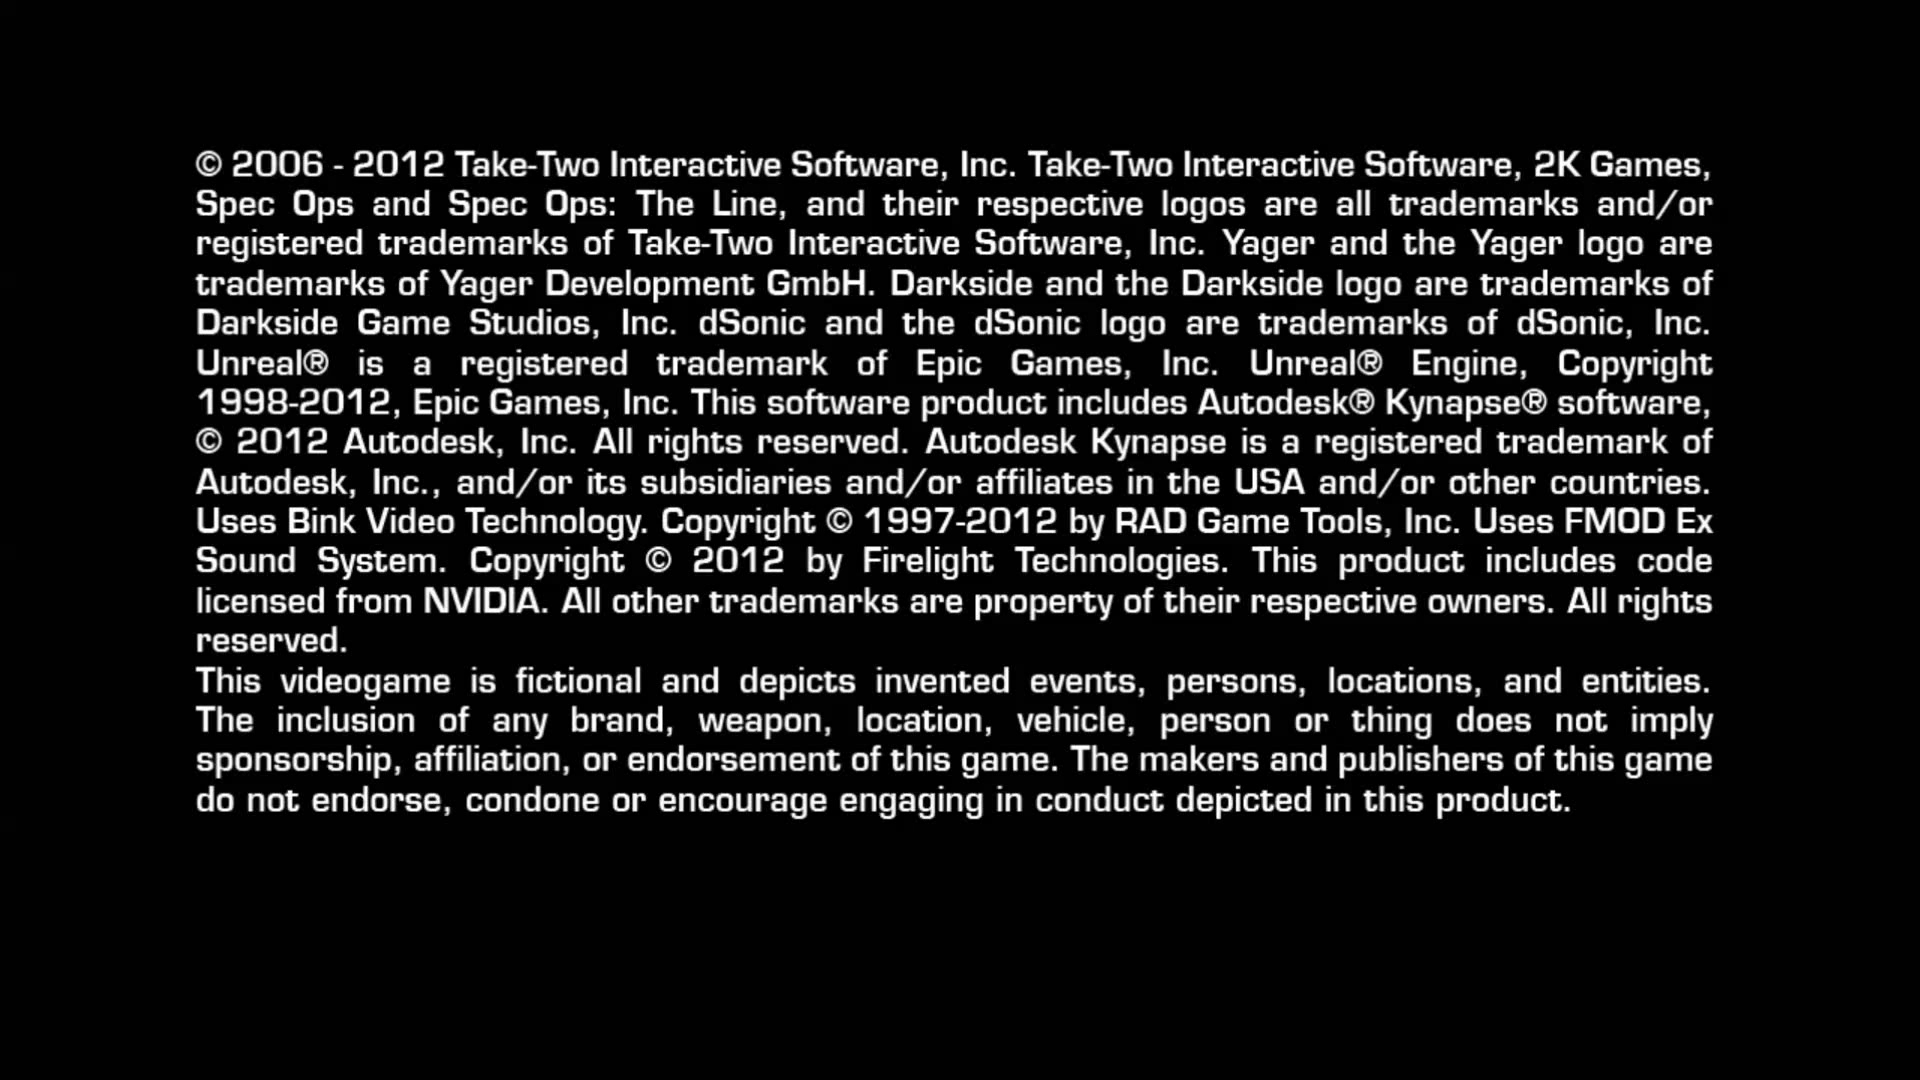 © 2006 - 2012 Take-Two Interactive Software, Inc. Take-Two Interactive Software, 2K Games,
Spec Ops and Spec Ops: The Line, and their respective logos are all trademarks and/or
registered trademarks of Take-Two Interactive Software, Inc. Yager and the Yager logo are
trademarks of Yager Development GmbH. Darkside and the Darkside logo are trademarks of
Darkside Game Studios, Inc. dSonic and the dSonic logo are trademarks of dSonic, Inc.
Unreal® is a registered trademark of Epic Games, Inc. Unreal® Engine, Copyright
1998-2012, Epic Games, Inc. This software product includes Autodesk® Kynapse® software,
© 2012 Autodesk, Inc. All rights reserved. Autodesk Kynapse is a registered trademark of
Autodesk, Inc., and/or its subsidiaries and/or affiliates in the USA and/or other countries.
Uses Bink Video Technology. Copyright © 1997-2012 by RAD Game Tools, Inc. Uses FMOD Ex
Sound System. Copyright © 2012 by Firelight Technologies. This product includes code
licensed from NVIDIA. All other trademarks are property of their respective owners. All rights
reserved.
This videogame is fictional and depicts invented events, persons, locations, and entities.
The inclusion of any brand, weapon, location, vehicle, person or thing does not imply
sponsorship, affiliation, or endorsement of this game. The makers and publishers of this game
do not endorse, condone or encourage engaging in conduct depicted in this product.